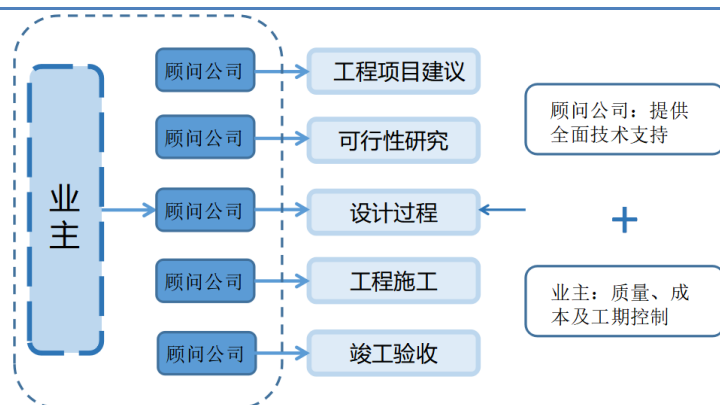 业
主
顾问公司
工程项目建议
顾问公司
可行性研究
顾问公司
设计过程
顾问公司
工程施工
顾问公司
竣工验收
顾问公司：提供
全面技术支持
+
业主：质量、成
本及工期控制